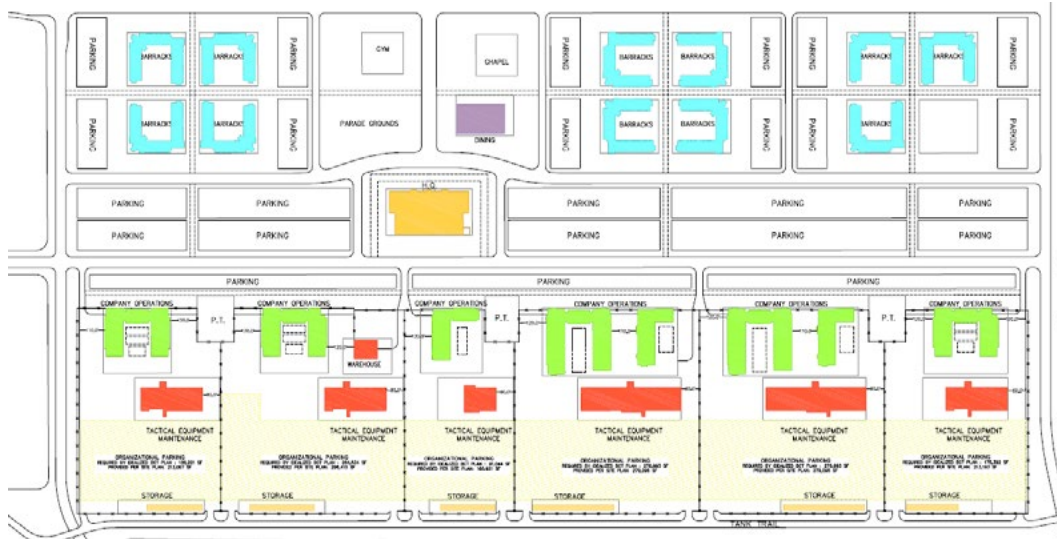 PARKING
BARRACKS
BARRACKS
PARKING
GYM
CHAPEL
PARKING
BARRACKS
BARRACKS
PARKING
PARKING
BARRACKS
BARRACKS
PARKING
PARKING
BARRACKS
BARRACKS
PARKING
PARADE GROUNDS
DINING
PARKING
BARRACKS
BARRACKS
PARKING
PARKING
BARRACKS
PARKING
H.Q.
PARKING
PARKING
PARKING
PARKING
PARKING
PARKING
PARKING
PARKING
PARKING
PARKING
PARKING
PARKING
PARKING
COMPANY OPERATIONS
COMPANY OPERATIONS
COMPANY OPERATIONS
COMPANY OPERATIONS
COMPANY OPERATIONS
COMPANY OPERATIONS
P.T.
P.T.
P.T.
WAREHOUSE
TACTICAL EQUIPMENT
MAINTENANCE
TACTICAL EQUIPMENT
MAINTENANCE
TACTICAL EQUIPMENT
MAINTENANCE
TACTICAL EQUIPMENT
MAINTENANCE
TACTICAL EQUIPMENT
MAINTENANCE
TACTICAL EQUIPMENT
MAINTENANCE
ORGANIZATIONAL PARKING
ORGANIZATIONAL PARKING
ORGANIZATIONAL PARKING
ORGANIZATIONAL PARKING
ORGANIZATIONAL PARKING
ORGANIZATIONAL PARKING
STORAGE
STORAGE
STORAGE
STORAGE
STORAGE
STORAGE
TANK TRAIL